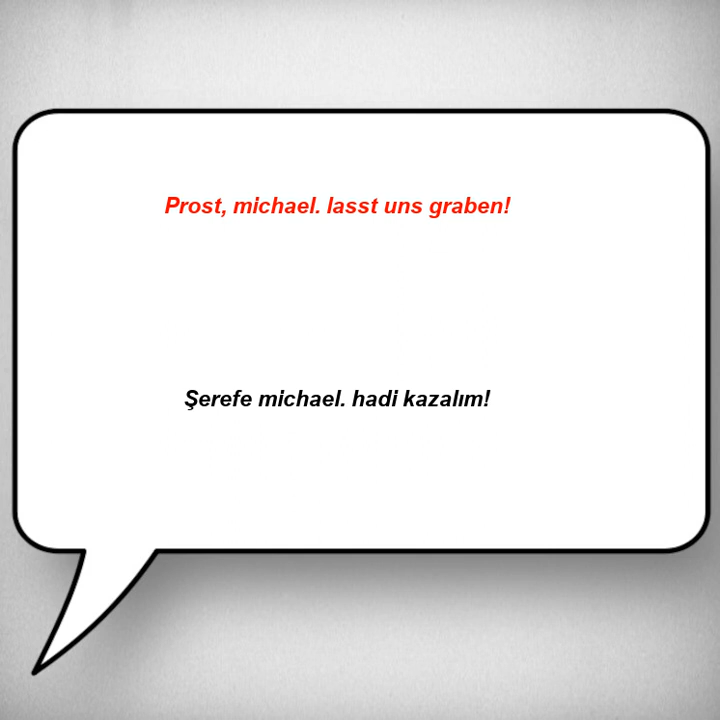 Prost, michael. lasst uns graben!
Şerefe michael. hadi kazalım!